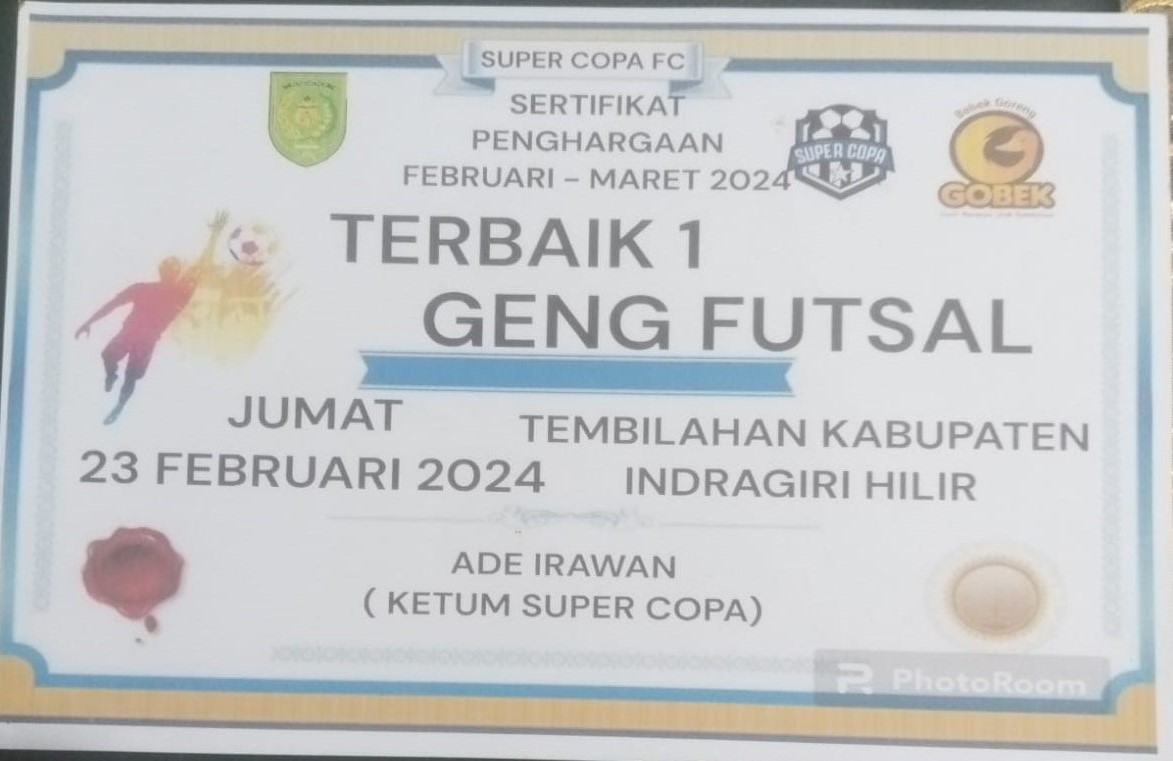 SUPER COPA FC
SERTIFIKAT
PENGHARGAAN
FEBRUARI – MARET 2024
SUPER COPA
Bebek Goreng
GOBEK
TERBAIK 1
GENG FUTSAL
JUMAT
23 FEBRUARI 2024
TEMBILAHAN KABUPATEN
INDRAGIRI HILIR
ADE IRAWAN
( KETUM SUPER COPA)
PhotoRoom